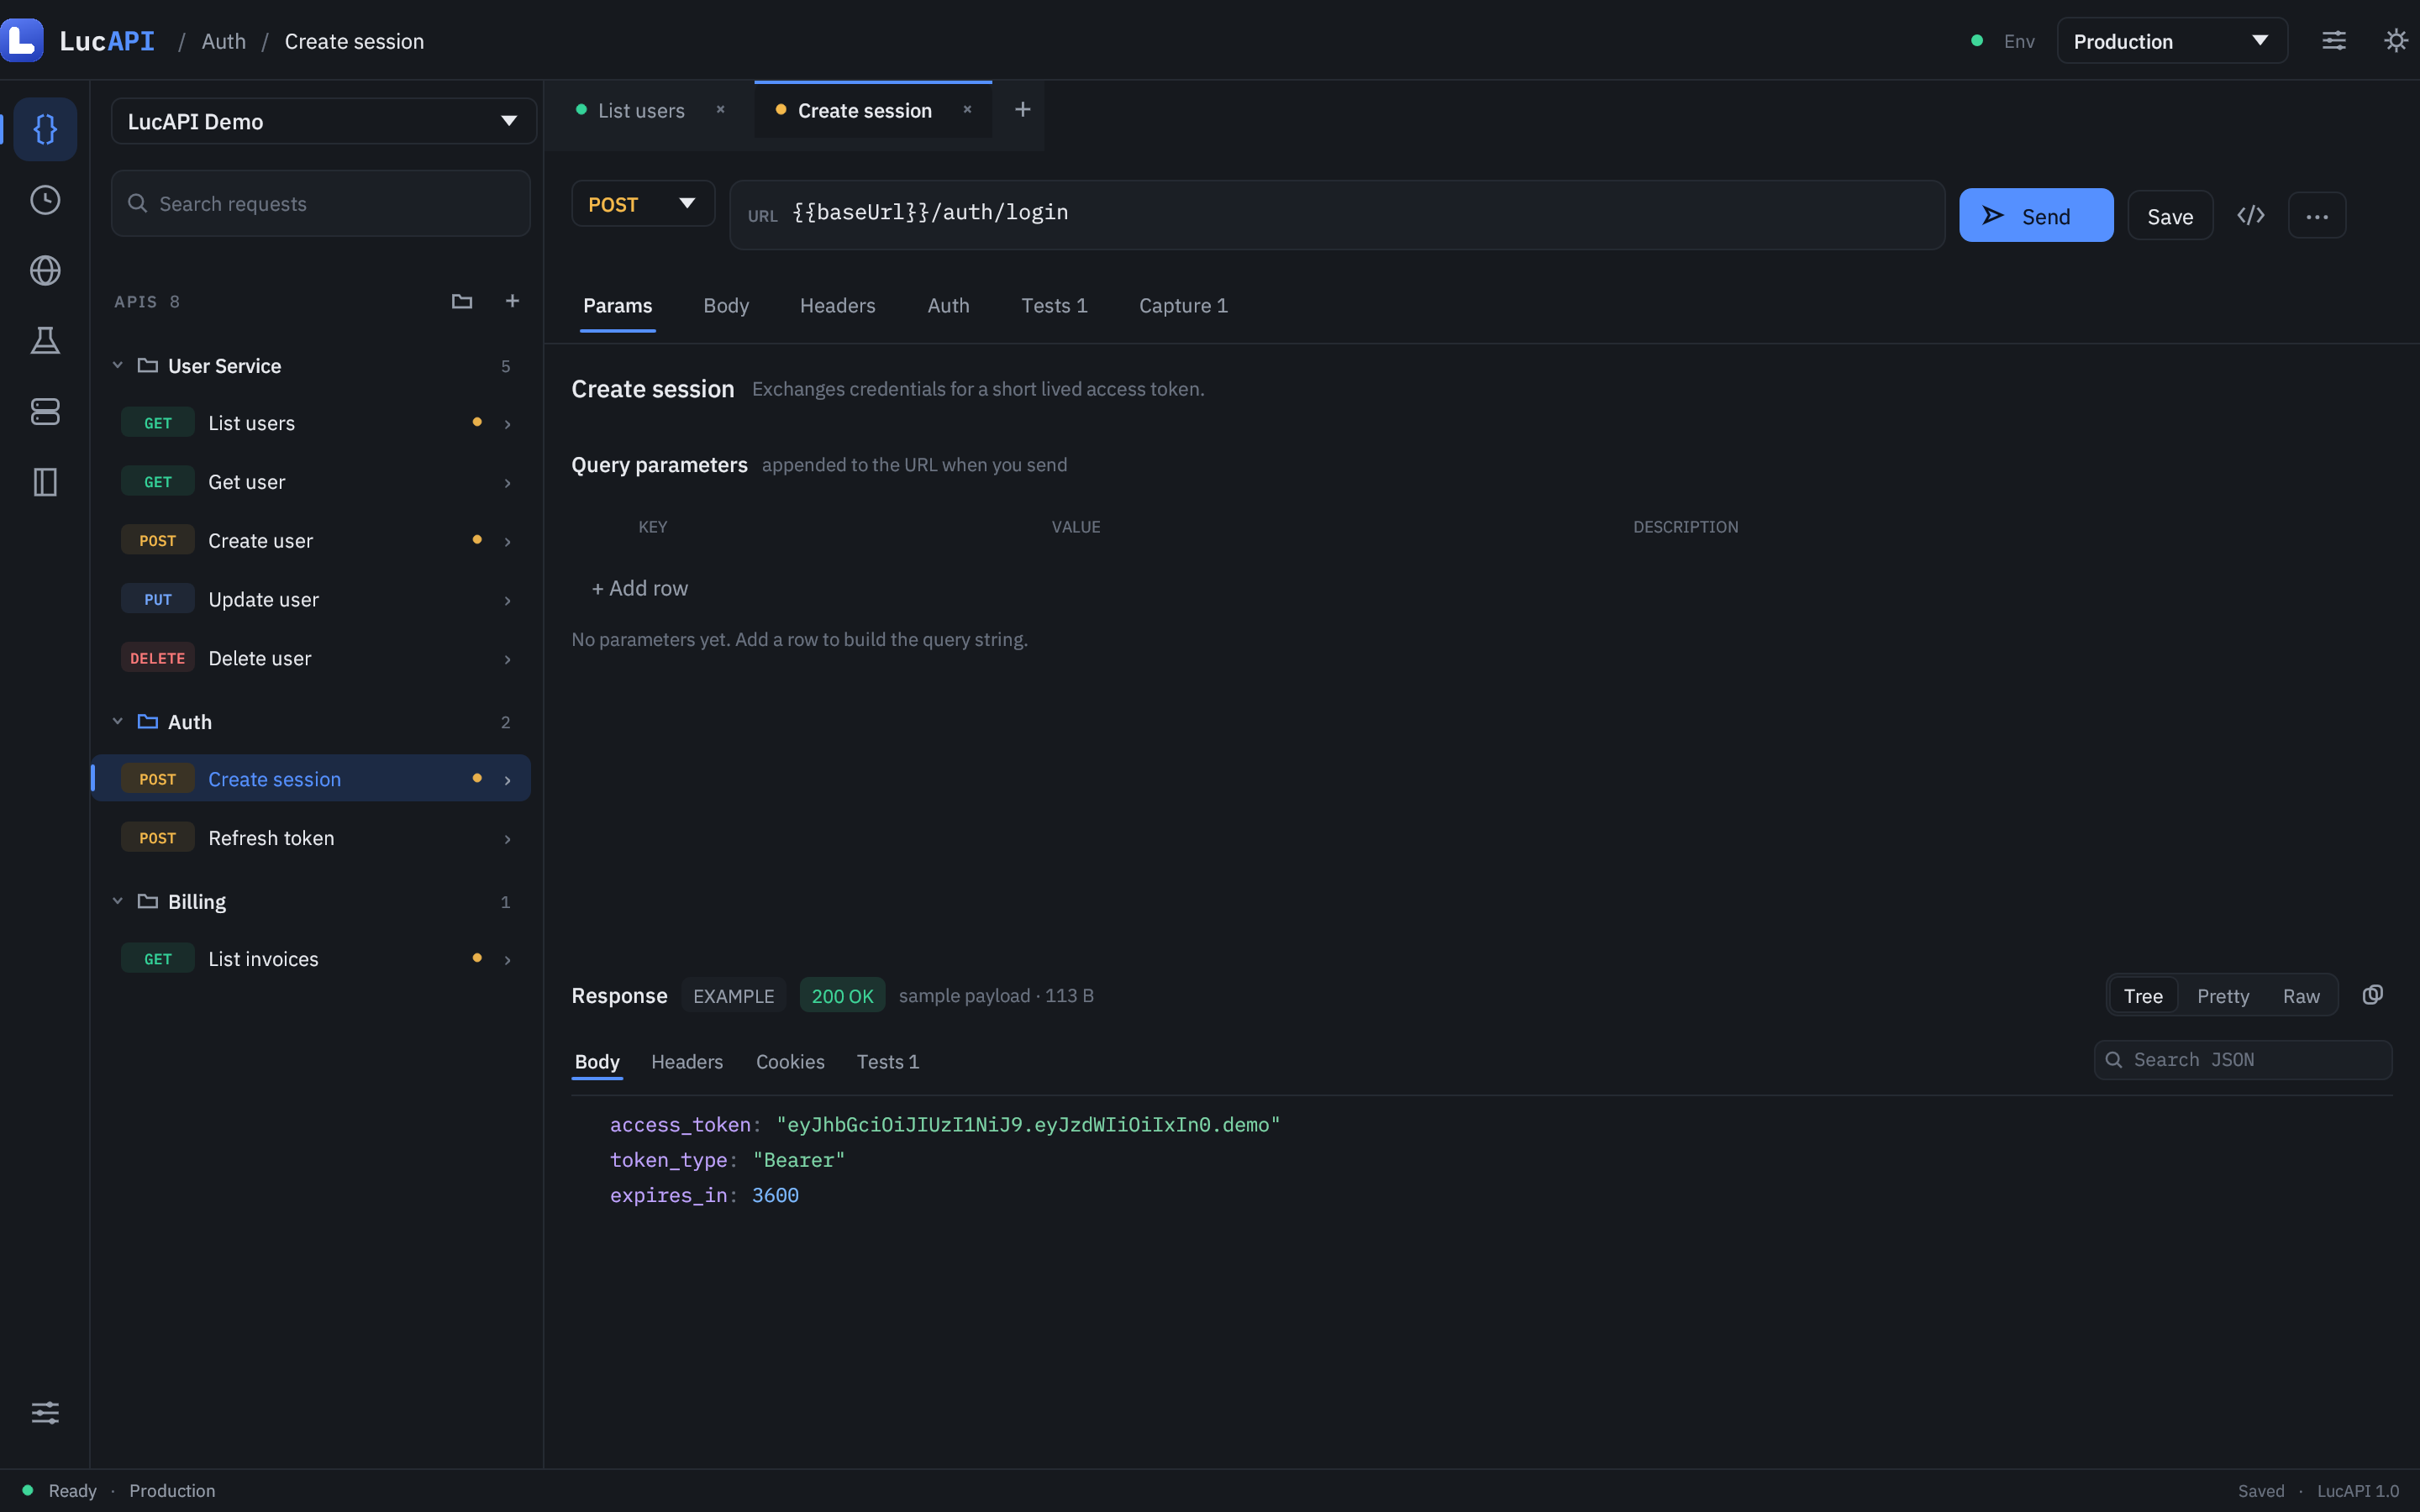 LucAPI / Auth / Create session
Env Production
LucAPI Demo
Search requests
APIS 8
User Service 5
GET List users
GET Get user
POST Create user
PUT Update user
DELETE Delete user
Auth 2
POST Create session
POST Refresh token
Billing 1
GET List invoices
List users × Create session × +
POST URL {{baseUrl}}/auth/login Send Save </> ...
Params Body Headers Auth Tests 1 Capture 1
Create session Exchanges credentials for a short lived access token.
Query parameters appended to the URL when you send
KEY VALUE DESCRIPTION
+ Add row
No parameters yet. Add a row to build the query string.
Response EXAMPLE 200 OK sample payload · 113 B Tree Pretty Raw
Body Headers Cookies Tests 1 Search JSON
access_token: "eyJhbGciOiJIUzI1NiJ9.eyJzdWIiOiIxIn0.demo"
token_type: "Bearer"
expires_in: 3600
Ready · Production
Saved · LucAPI 1.0